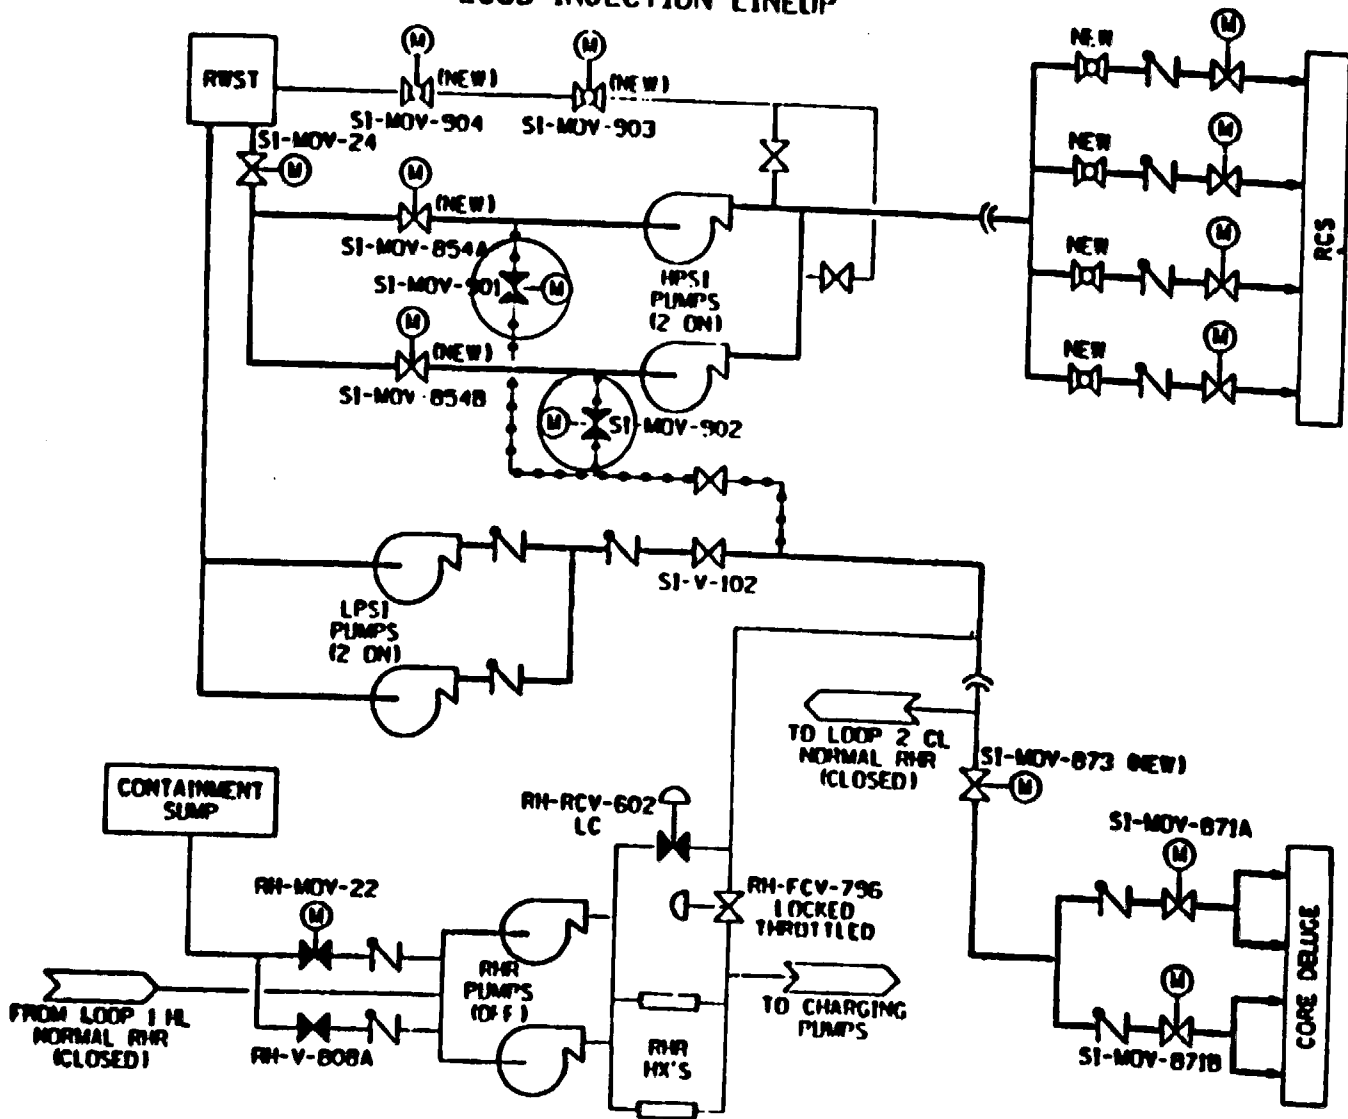 RWST
M
(NEW)
SI-MOV-904
M
(NEW)
SI-MOV-903
SI-MOV-24
M
M
(NEW)
SI-MOV-854A
SI-MOV-901
M
HPSI
PUMPS
(2 ON)
M
(NEW)
SI-MOV-854B
M
SI-MOV-902
NEW
M
NEW
M
NEW
M
NEW
M
RCS
SI-V-102
LPSI
PUMPS
(2 ON)
TO LOOP 2 CL
NORMAL RHR
(CLOSED)
SI-MOV-873 (NEW)
M
CONTAINMENT
SUMP
RH-RCV-602
LC
SI-MOV-871A
M
RH-MOV-22
M
RH-FCV-796
LOCKED
THROTTLED
RHR
PUMPS
(OFF)
FROM LOOP 1 HL
NORMAL RHR
(CLOSED)
RH-V-808A
TO CHARGING
PUMPS
RHR
HX'S
M
SI-MOV-871B
CORE DELUGE